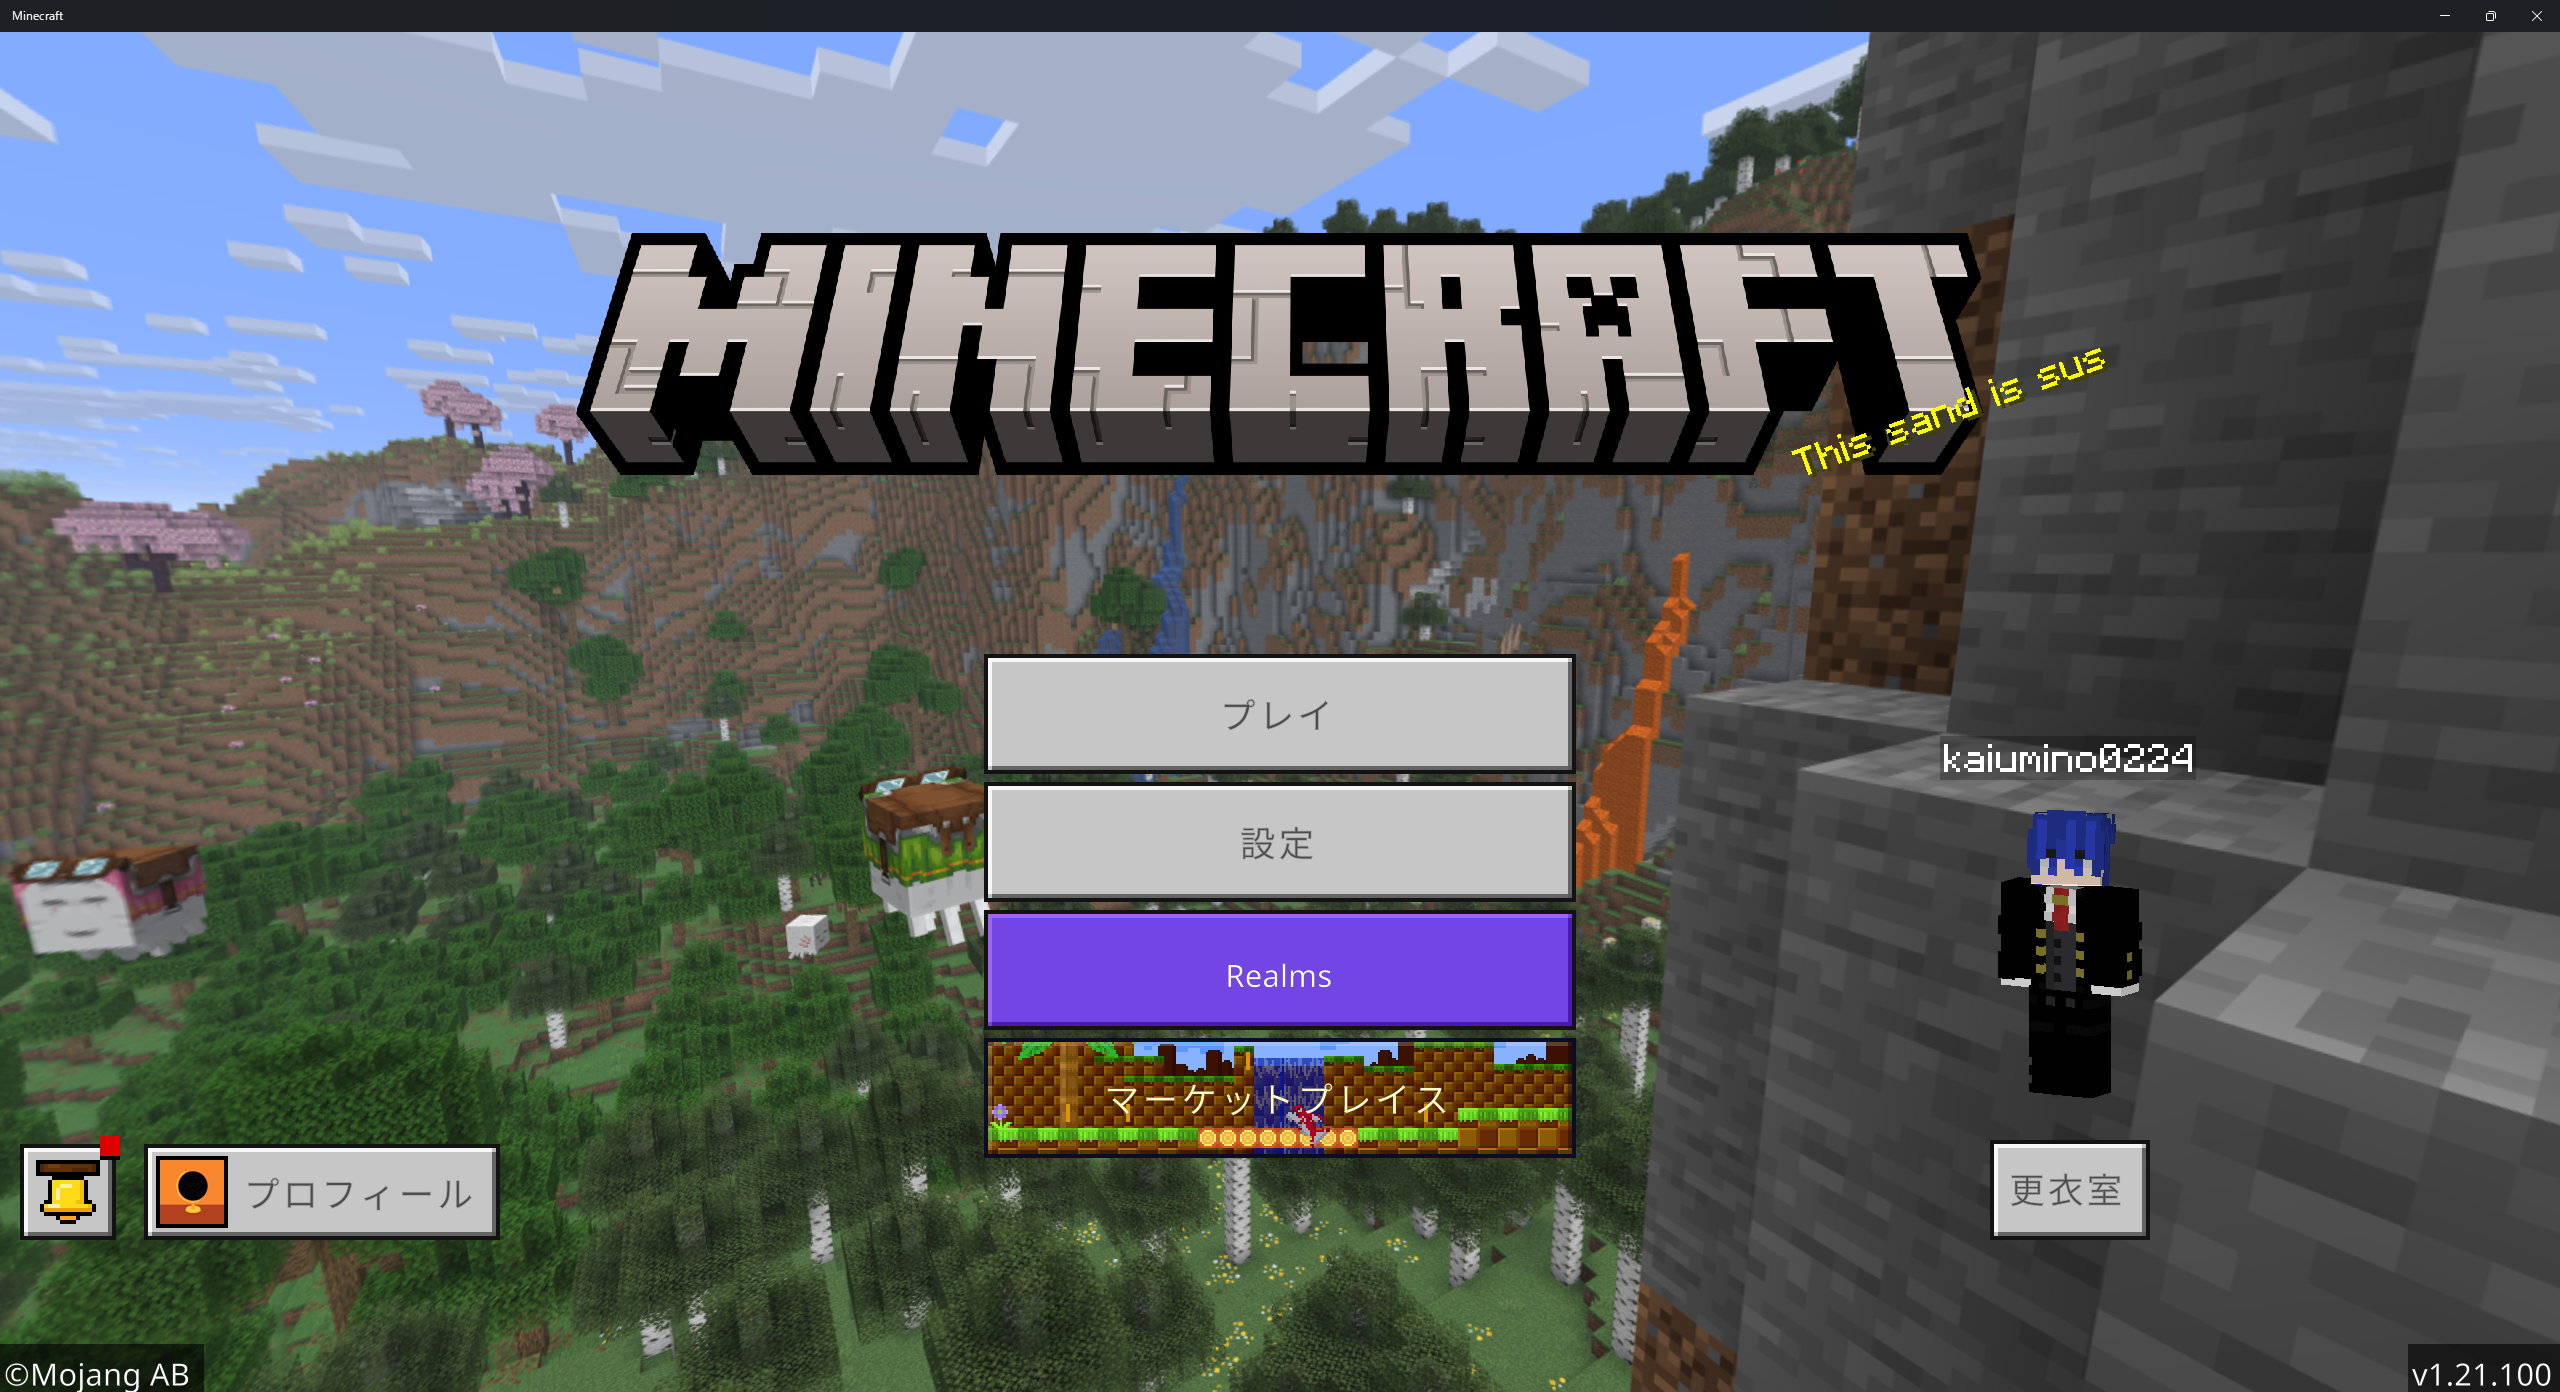 Minecraft
MINECRAFT
This sand is sus
プレイ
設定
kaiumino0224
Realms
マーケットプレイス
プロフィール
更衣室
©Mojang AB
v1.21.100